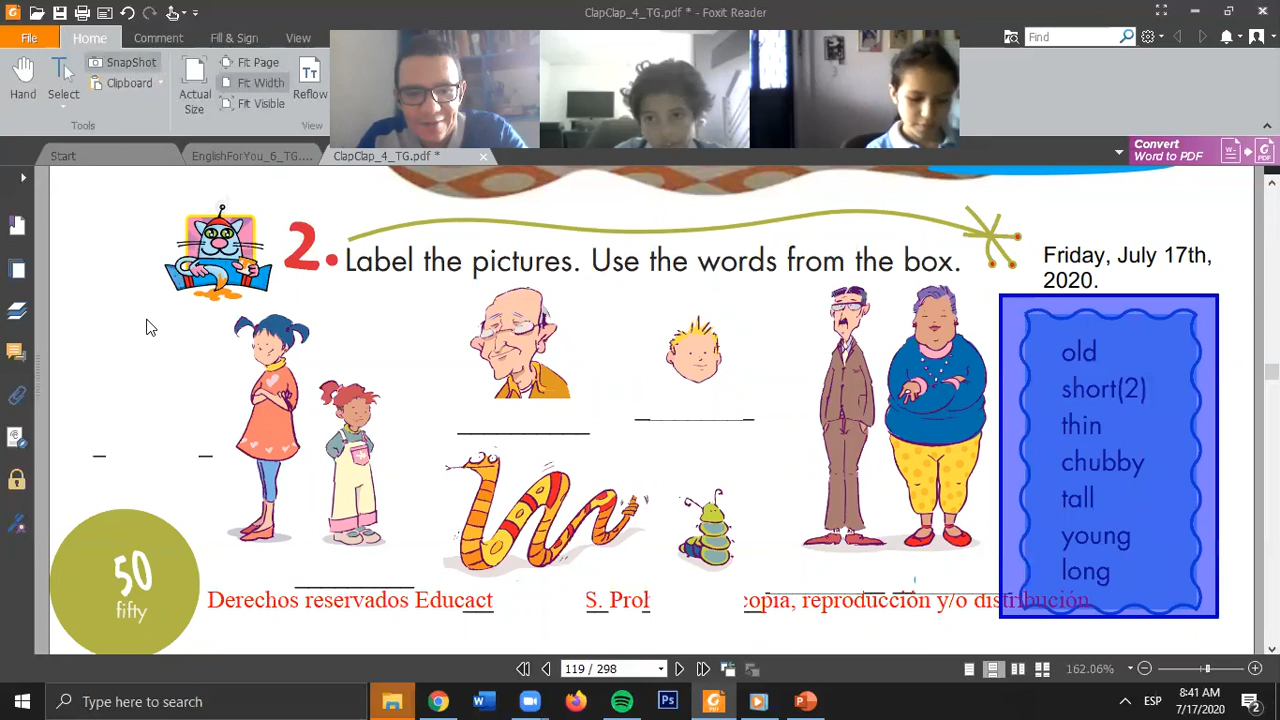 ClapClap_4_TG.pdf * - Foxit Reader
File
Home
Comment
Fill & Sign
View
Find
Hand
Select
SnapShot
Clipboard
Actual
Size
Fit Page
Fit Width
Fit Visible
Reflow
Tools
View
Start
EnglishForYou_6_TG....
ClapClap_4_TG.pdf *
Convert
Word to PDF
2. Label the pictures. Use the words from the box.
Friday, July 17th,
2020.
old
short(2)
thin
chubby
tall
young
long
50
fifty
Derechos reservados Educact
S. Prol
copia, reproducción y/o distribución
119 / 298
162.06%
Type here to search
ESP
8:41 AM
7/17/2020
2